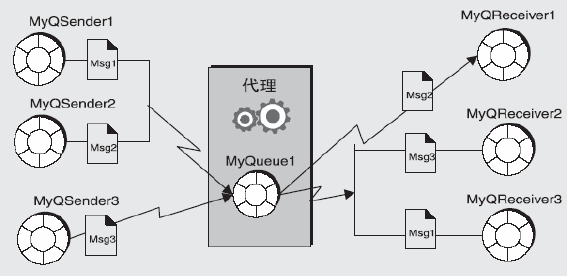 MyQSender1
Msg1
MyQSender2
Msg2
MyQSender3
Msg3
代理
MyQueue1
MyQReceiver1
Msg2
MyQReceiver2
Msg3
MyQReceiver3
Msg1